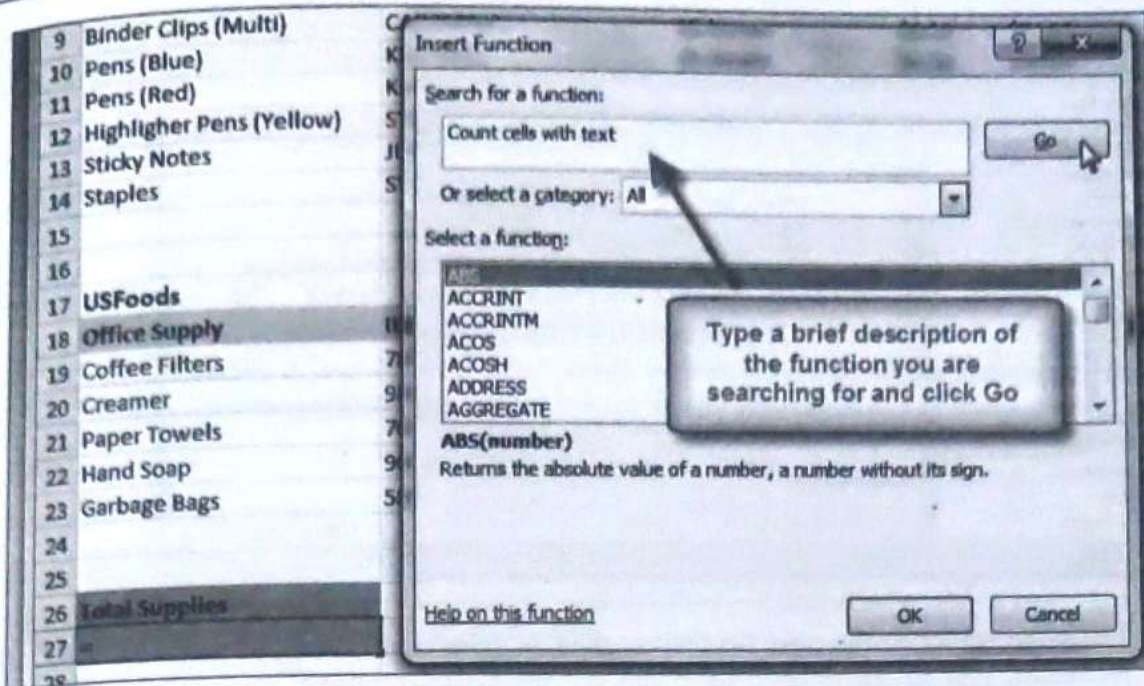 9 Binder Clips (Multi)
10 Pens (Blue)
11 Pens (Red)
12 Highligher Pens (Yellow)
13 Sticky Notes
14 Staples
15
16
17 USFoods
18 Office Supply
19 Coffee Filters
20 Creamer
21 Paper Towels
22 Hand Soap
23 Garbage Bags
24
25
26 Total Supplies
27 =
28
Insert Function
Search for a function:
Count cells with text
Go
Or select a category: All
Select a function:
ABS
ACCRINT
ACCRINTM
ACOS
ACOSH
ADDRESS
AGGREGATE
Type a brief description of
the function you are
searching for and click Go
ABS(number)
Returns the absolute value of a number, a number without its sign.
Help on this function
OK
Cancel